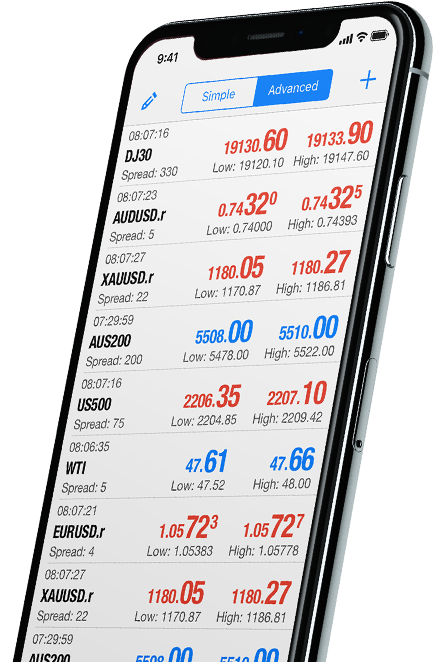 9:41
Simple Advanced
08:07:16
DJ30 19130.60 19133.90
Spread: 330 Low: 19120.10 High: 19147.60
08:07:23
AUDUSD.r 0.74320 0.74325
Spread: 5 Low: 0.74000 High: 0.74393
08:07:27
XAUUSD.r 1180.05 1180.27
Spread: 22 Low: 1170.87 High: 1186.81
07:29:59
AUS200 5508.00 5510.00
Spread: 200 Low: 5478.00 High: 5522.00
08:07:16
US500 2206.35 2207.10
Spread: 75 Low: 2204.85 High: 2209.42
08:06:35
WTI 47.61 47.66
Spread: 5 Low: 47.52 High: 48.00
08:07:21
EURUSD.r 1.05723 1.05727
Spread: 4 Low: 1.05383 High: 1.05778
08:07:27
XAUUSD.r 1180.05 1180.27
Spread: 22 Low: 1170.87 High: 1186.81
07:29:59
AUS200 5508.00 5510.00